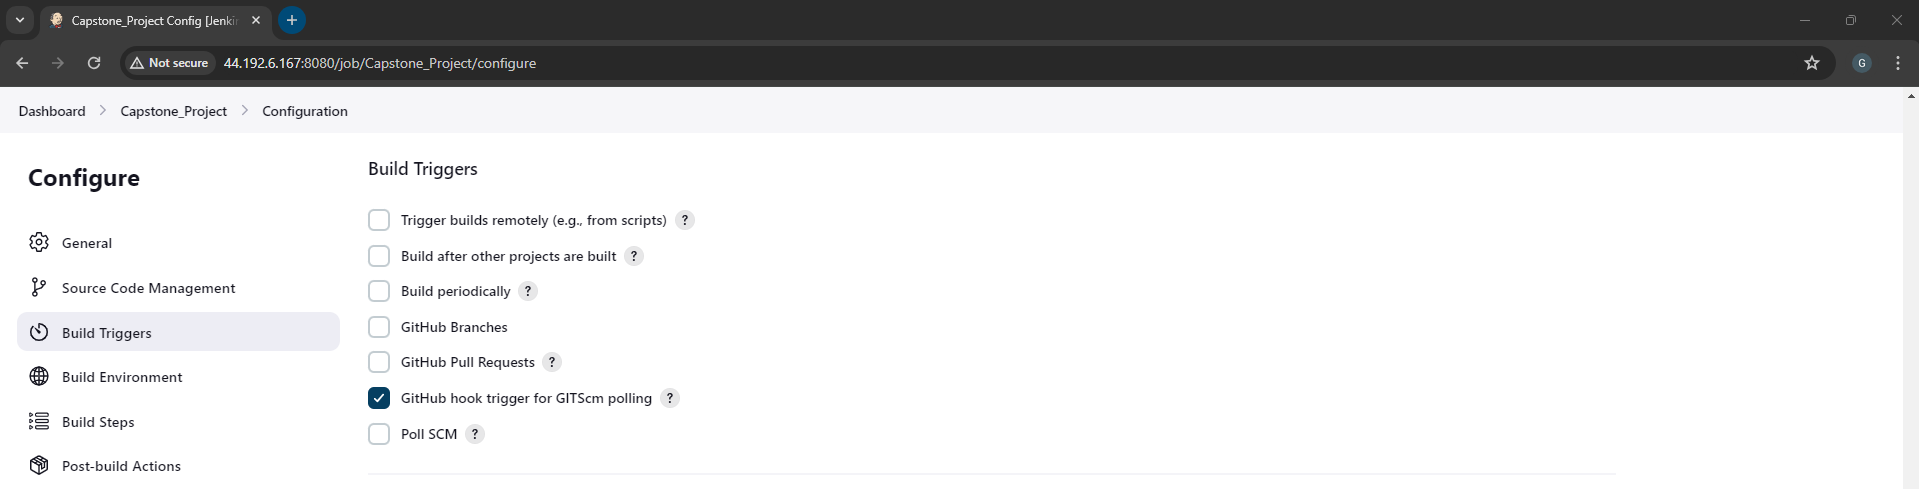 Capstone_Project Config [Jenki
Not secure 44.192.6.167:8080/job/Capstone_Project/configure G
Dashboard Capstone_Project Configuration
Configure
General
Source Code Management
Build Triggers
Build Environment
Build Steps
Post-build Actions
Build Triggers
Trigger builds remotely (e.g., from scripts) ?
Build after other projects are built ?
Build periodically ?
GitHub Branches
GitHub Pull Requests ?
GitHub hook trigger for GITScm polling ?
Poll SCM ?